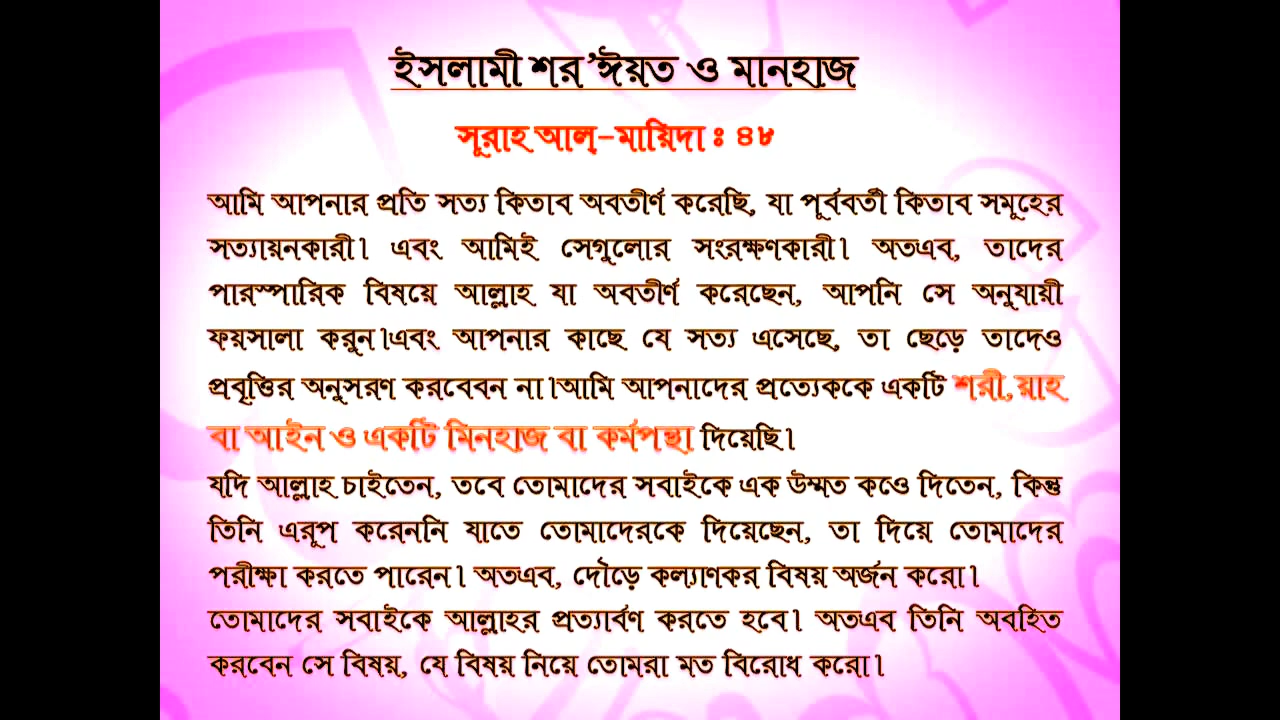 ইসলামী শর’ঈয়ত ও মানহাজ
সূরাহ আল্-মায়িদা ঃ ৪৮
আমি আপনার প্রতি সত্য কিতাব অবতীর্ণ করেছি, যা পূর্ববর্তী কিতাব সমূহের
সত্যায়নকারী। এবং আমিই সেগুলোর সংরক্ষণকারী। অতএব, তাদের
পারস্পারিক বিষয়ে আল্লাহ যা অবতীর্ণ করেছেন, আপনি সে অনুযায়ী
ফয়সালা করুন।এবং আপনার কাছে যে সত্য এসেছে, তা ছেড়ে তাদেও
প্রবৃত্তির অনুসরণ করবেবন না।আমি আপনাদের প্রত্যেককে একটি শরী,য়াহ
বা আইন ও একটি মিনহাজ বা কর্মপন্থা দিয়েছি।
যদি আল্লাহ চাইতেন, তবে তোমাদের সবাইকে এক উম্মত কওে দিতেন, কিন্তু
তিনি এরূপ করেননি যাতে তোমাদেরকে দিয়েছেন, তা দিয়ে তোমাদের
পরীক্ষা করতে পারেন। অতএব, দৌড়ে কল্যাণকর বিষয় অর্জন করো।
তোমাদের সবাইকে আল্লাহর প্রত্যার্বণ করতে হবে। অতএব তিনি অবহিত
করবেন সে বিষয়, যে বিষয় নিয়ে তোমরা মত বিরোধ করো।